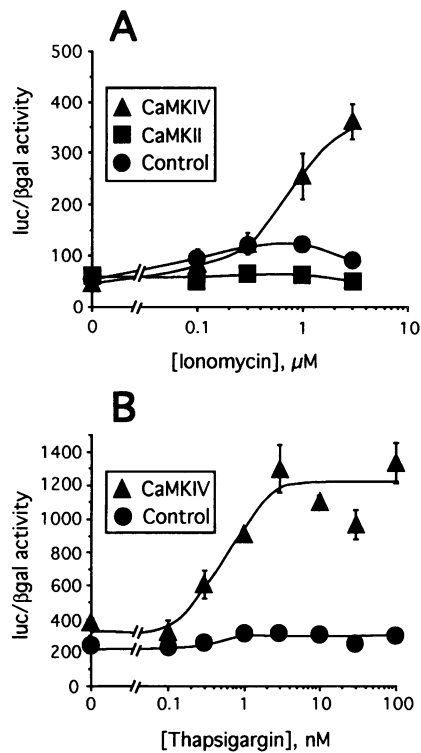 A
500
400
300
200
100
0
luc/βgal activity
CaMKIV
CaMKII
Control
0 0.1 1 10
[Ionomycin], μM
B
1400
1200
1000
800
600
400
200
0
luc/βgal activity
CaMKIV
Control
0 0.1 1 10 100
[Thapsigargin], nM